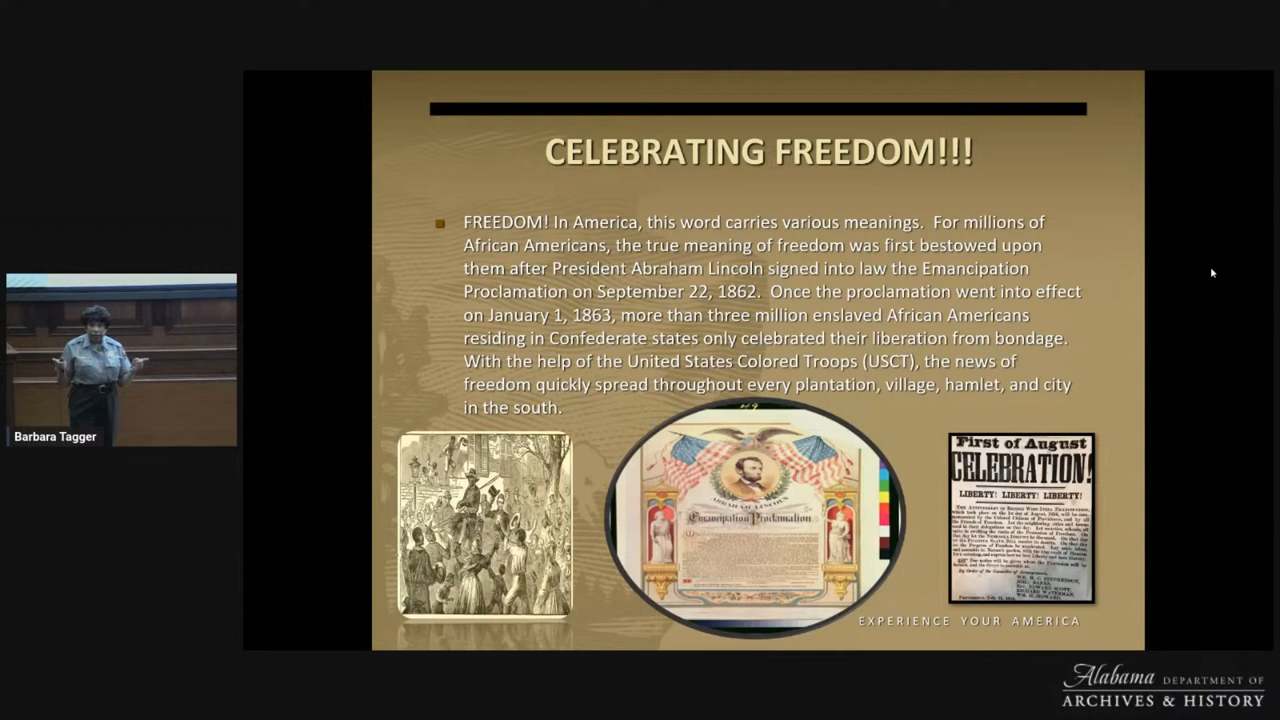 CELEBRATING FREEDOM!!!
FREEDOM! In America, this word carries various meanings. For millions of
African Americans, the true meaning of freedom was first bestowed upon
them after President Abraham Lincoln signed into law the Emancipation
Proclamation on September 22, 1862. Once the proclamation went into effect
on January 1, 1863, more than three million enslaved African Americans
residing in Confederate states only celebrated their liberation from bondage.
With the help of the United States Colored Troops (USCT), the news of
freedom quickly spread throughout every plantation, village, hamlet, and city
in the south.
Barbara Tagger
ABRAHAM LINCOLN
Emancipation Proclamation
First of August
CELEBRATION!
LIBERTY! LIBERTY! LIBERTY!
EXPERIENCE YOUR AMERICA
Alabama DEPARTMENT OF
ARCHIVES & HISTORY